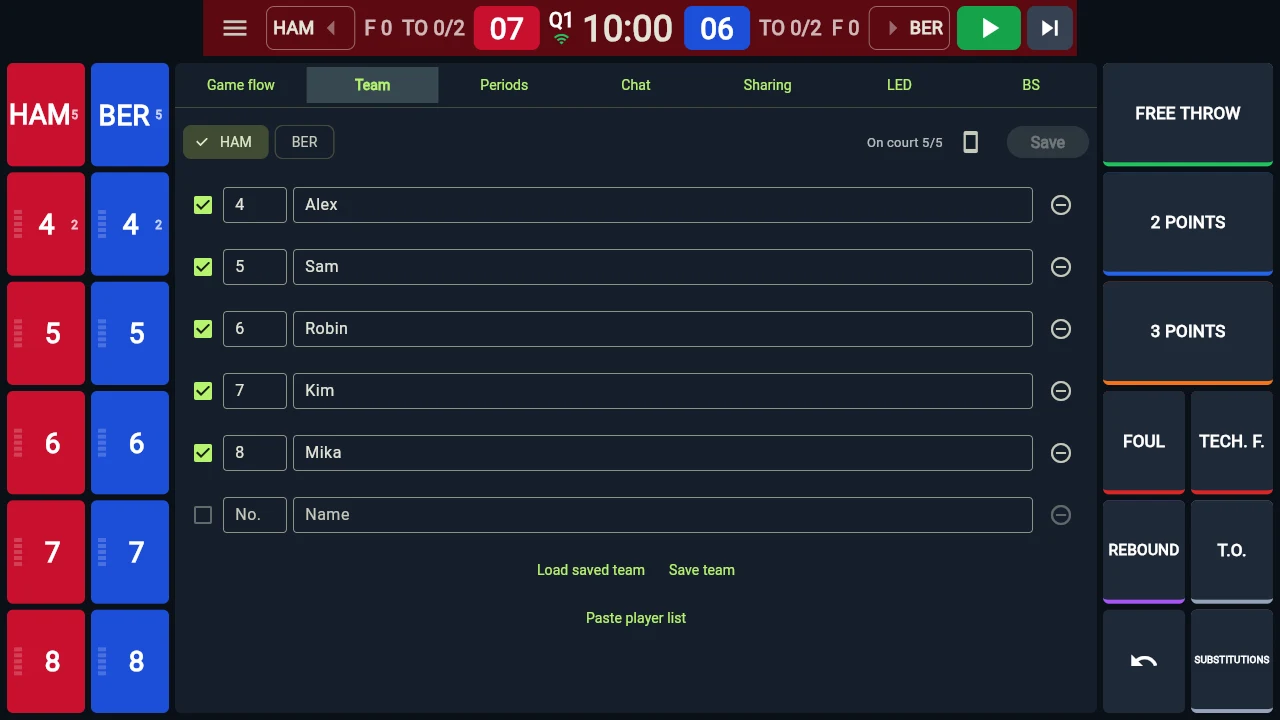 HAM F 0 TO 0/2 07 Q1 10:00 06 TO 0/2 F 0 BER
HAM 5 BER 5
4 2 4 2
5 5
6 6
7 7
8 8
Game flow Team Periods Chat Sharing LED BS
HAM BER On court 5/5 Save
4 Alex
5 Sam
6 Robin
7 Kim
8 Mika
No. Name
Load saved team Save team
Paste player list
FREE THROW
2 POINTS
3 POINTS
FOUL TECH. F.
REBOUND T.O.
SUBSTITUTIONS